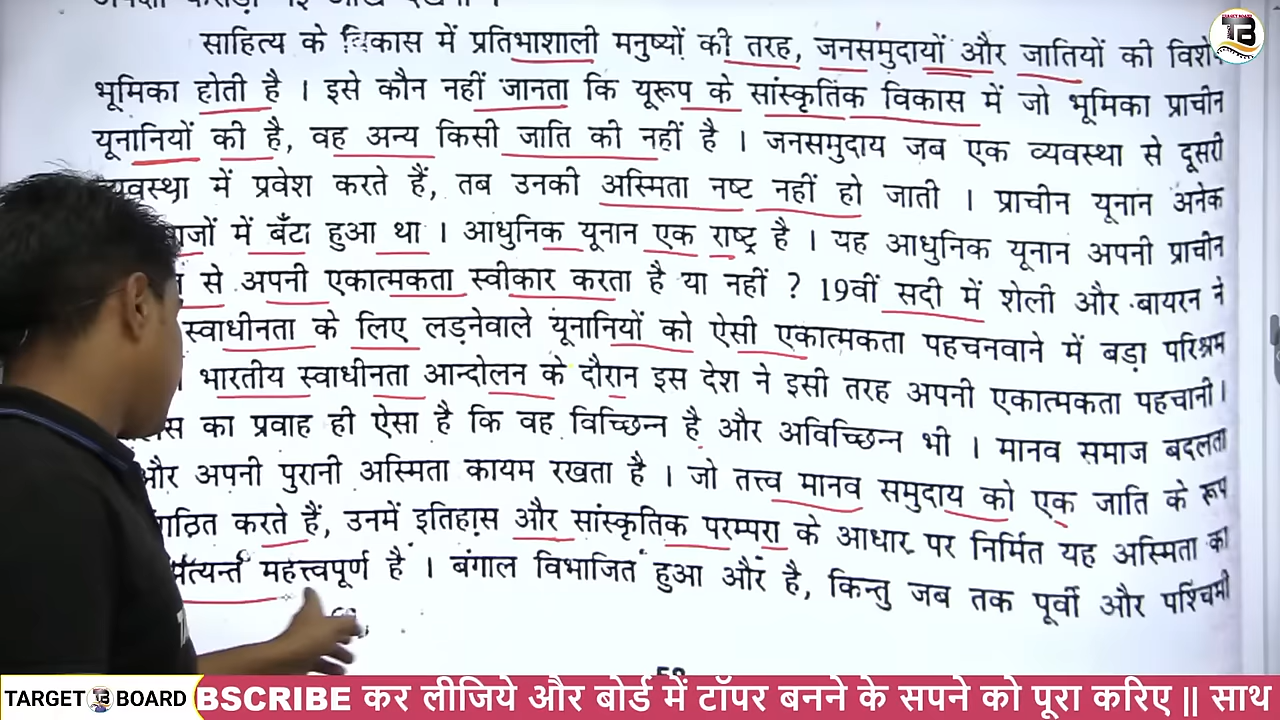 साहित्य के विकास में प्रतिभाशाली मनुष्यों की तरह, जनसमुदायों और जातियों की
भूमिका होती है । इसे कौन नहीं जानता कि यूरूप के सांस्कृतिक विकास में जो भूमिका प्राचीन
यूनानियों की है, वह अन्य किसी जाति की नहीं है । जनसमुदाय जब एक व्यवस्था से दूसरी
व्यवस्था में प्रवेश करते हैं, तब उनकी अस्मिता नष्ट नहीं हो जाती । प्राचीन यूनान अनेक
में बँटा हुआ था । आधुनिक यूनान एक राष्ट्र है । यह आधुनिक यूनान अपनी प्राचीन
से अपनी एकात्मकता स्वीकार करता है या नहीं ? 19वीं सदी में शेली और बायरन ने
स्वाधीनता के लिए लड़नेवाले यूनानियों को ऐसी एकात्मकता पहचनवाने में बड़ा परिश्रम
भारतीय स्वाधीनता आन्दोलन के दौरान इस देश ने इसी तरह अपनी एकात्मकता पहचानी ।
का प्रवाह ही ऐसा है कि वह विच्छिन्न है और अविच्छिन्न भी । मानव समाज बदलता
और अपनी पुरानी अस्मिता कायम रखता है । जो तत्त्व मानव समुदाय को एक जाति के रूप
करते हैं, उनमें इतिहास और सांस्कृतिक परम्परा के आधार पर निर्मित यह अस्मिता का
महत्त्वपूर्ण है । बंगाल विभाजित हुआ और है, किन्तु जब तक पूर्वी और पश्चिमी
TARGET BOARD
TB
TARGET TB BOARD
BSCRIBE कर लीजिये और बोर्ड में टॉपर बनने के सपने को पूरा करिए || साथ